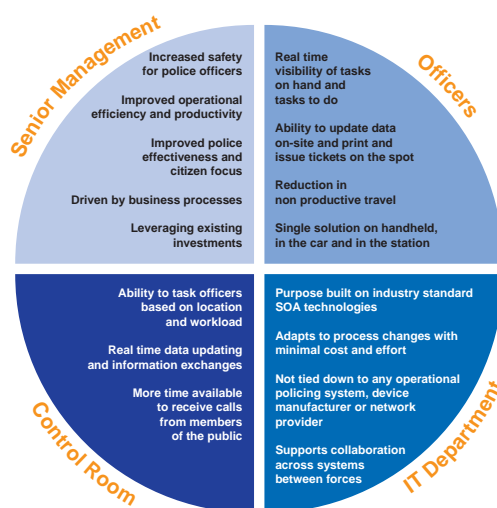 Senior Management
Increased safety
for police officers
Improved operational
efficiency and productivity
Improved police
effectiveness and
citizen focus
Driven by business processes
Leveraging existing
investments
Officers
Real time
visibility of tasks
on hand and
tasks to do
Ability to update data
on-site and print and
issue tickets on the spot
Reduction in
non productive travel
Single solution on handheld,
in the car and in the station
Control Room
Ability to task officers
based on location
and workload
Real time data updating
and information exchanges
More time available
to receive calls
from members
of the public
IT Department
Purpose built on industry standard
SOA technologies
Adapts to process changes with
minimal cost and effort
Not tied down to any operational
policing system, device
manufacturer or network
provider
Supports collaboration
across systems
between forces